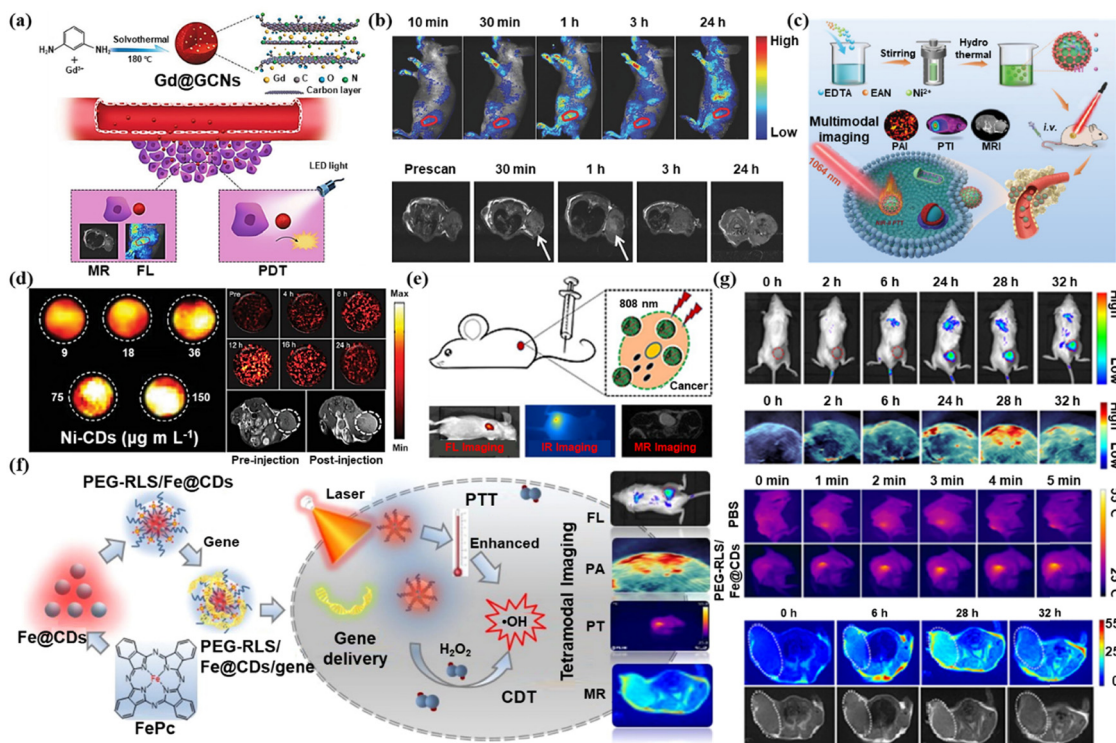 (a)
H₂N
NH₂
+
Gd³⁺
Solvothermal
180 ℃
Gd@GCNs
Gd C O N
Carbon layer
LED light
MR FL
PDT
(b)
10 min 30 min 1 h 3 h 24 h
High
Low
Prescan 30 min 1 h 3 h 24 h
(c)
Stirring
Hydro
thermal
EDTA EAN Ni²⁺
Multimodal
imaging
PAI PTI MRI
i.v.
1064 nm
(d)
9 18 36
75 150
Ni-CDs (µg m L⁻¹)
Pre 4 h 8 h
12 h 16 h 24 h
Max
Min
Pre-injection Post-injection
(e)
808 nm
Cancer
FL Imaging IR Imaging MR Imaging
(f)
PEG-RLS/Fe@CDs
Gene
Fe@CDs
PEG-RLS/
Fe@CDs/gene
N N N
N Fe N
N N N
FePc
Laser
PTT
Enhanced
Gene
delivery
H₂O₂
•OH
CDT
Tetramodal Imaging
FL
PA
PT
MR
(g)
0 h 2 h 6 h 24 h 28 h 32 h
High
Low
0 h 2 h 6 h 24 h 28 h 32 h
High
Low
0 min 1 min 2 min 3 min 4 min 5 min
PBS
PEG-RLS/
Fe@CDs
0 h 6 h 28 h 32 h
55
25
0